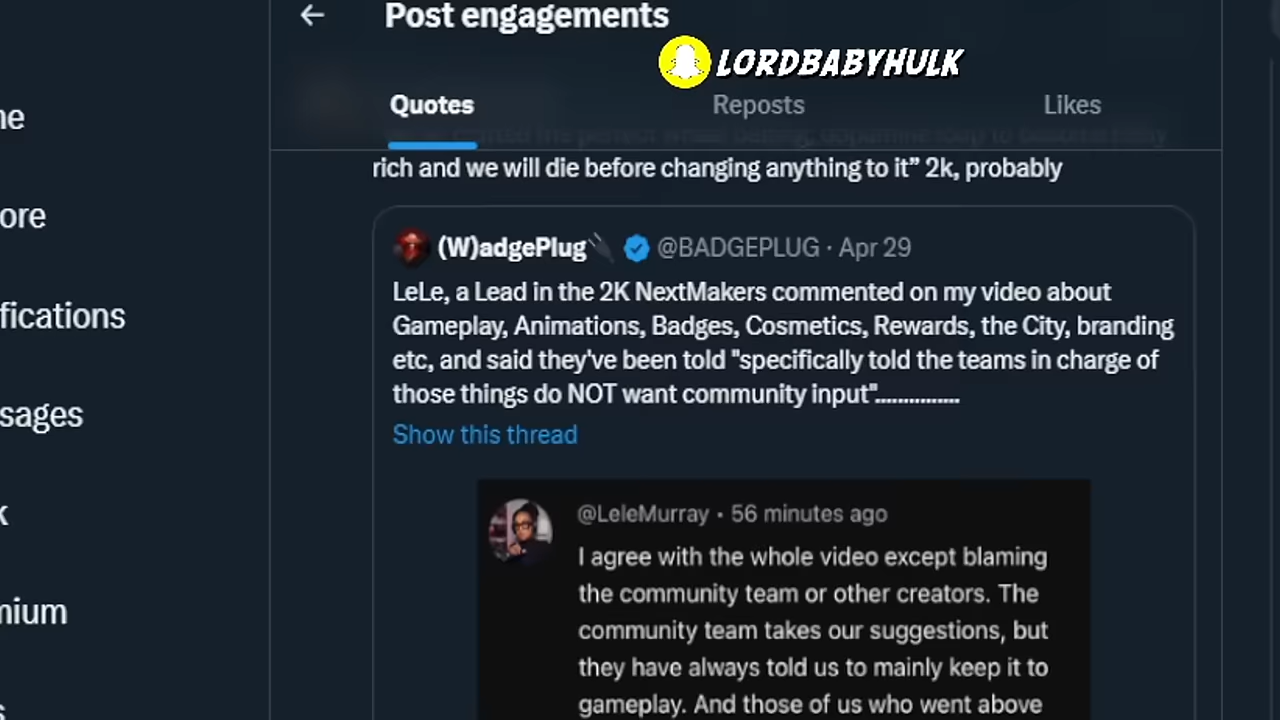 Post engagements
LORDBABYHULK
Quotes
Reposts
Likes
rich and we will die before changing anything to it” 2k, probably
(W)adgePlug @BADGEPLUG · Apr 29
LeLe, a Lead in the 2K NextMakers commented on my video about
Gameplay, Animations, Badges, Cosmetics, Rewards, the City, branding
etc, and said they've been told "specifically told the teams in charge of
those things do NOT want community input"...............
Show this thread
@LeleMurray • 56 minutes ago
I agree with the whole video except blaming
the community team or other creators. The
community team takes our suggestions, but
they have always told us to mainly keep it to
gameplay. And those of us who went above
ne
ore
fications
sages
k
mium
s